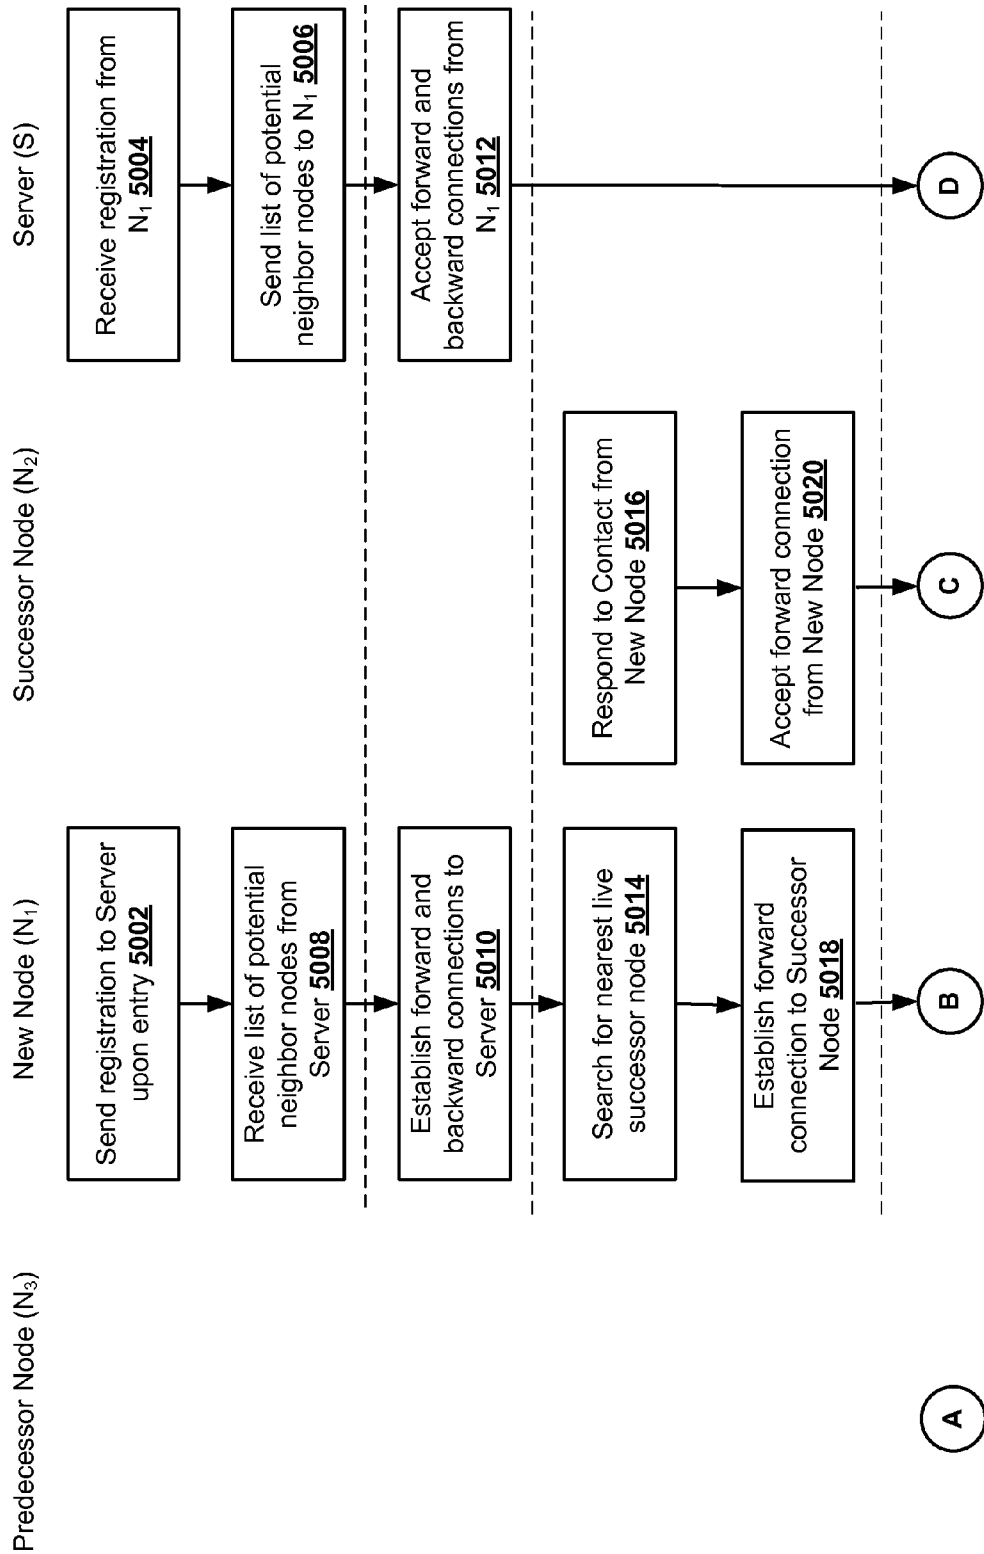 Predecessor Node (N₃)
New Node (N₁)
Successor Node (N₂)
Server (S)
Send registration to Server
upon entry 5002
Receive registration from
N₁ 5004
Receive list of potential
neighbor nodes from
Server 5008
Send list of potential
neighbor nodes to N₁ 5006
Establish forward and
backward connections to
Server 5010
Accept forward and
backward connections from
N₁ 5012
Search for nearest live
successor node 5014
Respond to Contact from
New Node 5016
Establish forward
connection to Successor
Node 5018
Accept forward connection
from New Node 5020
A
B
C
D